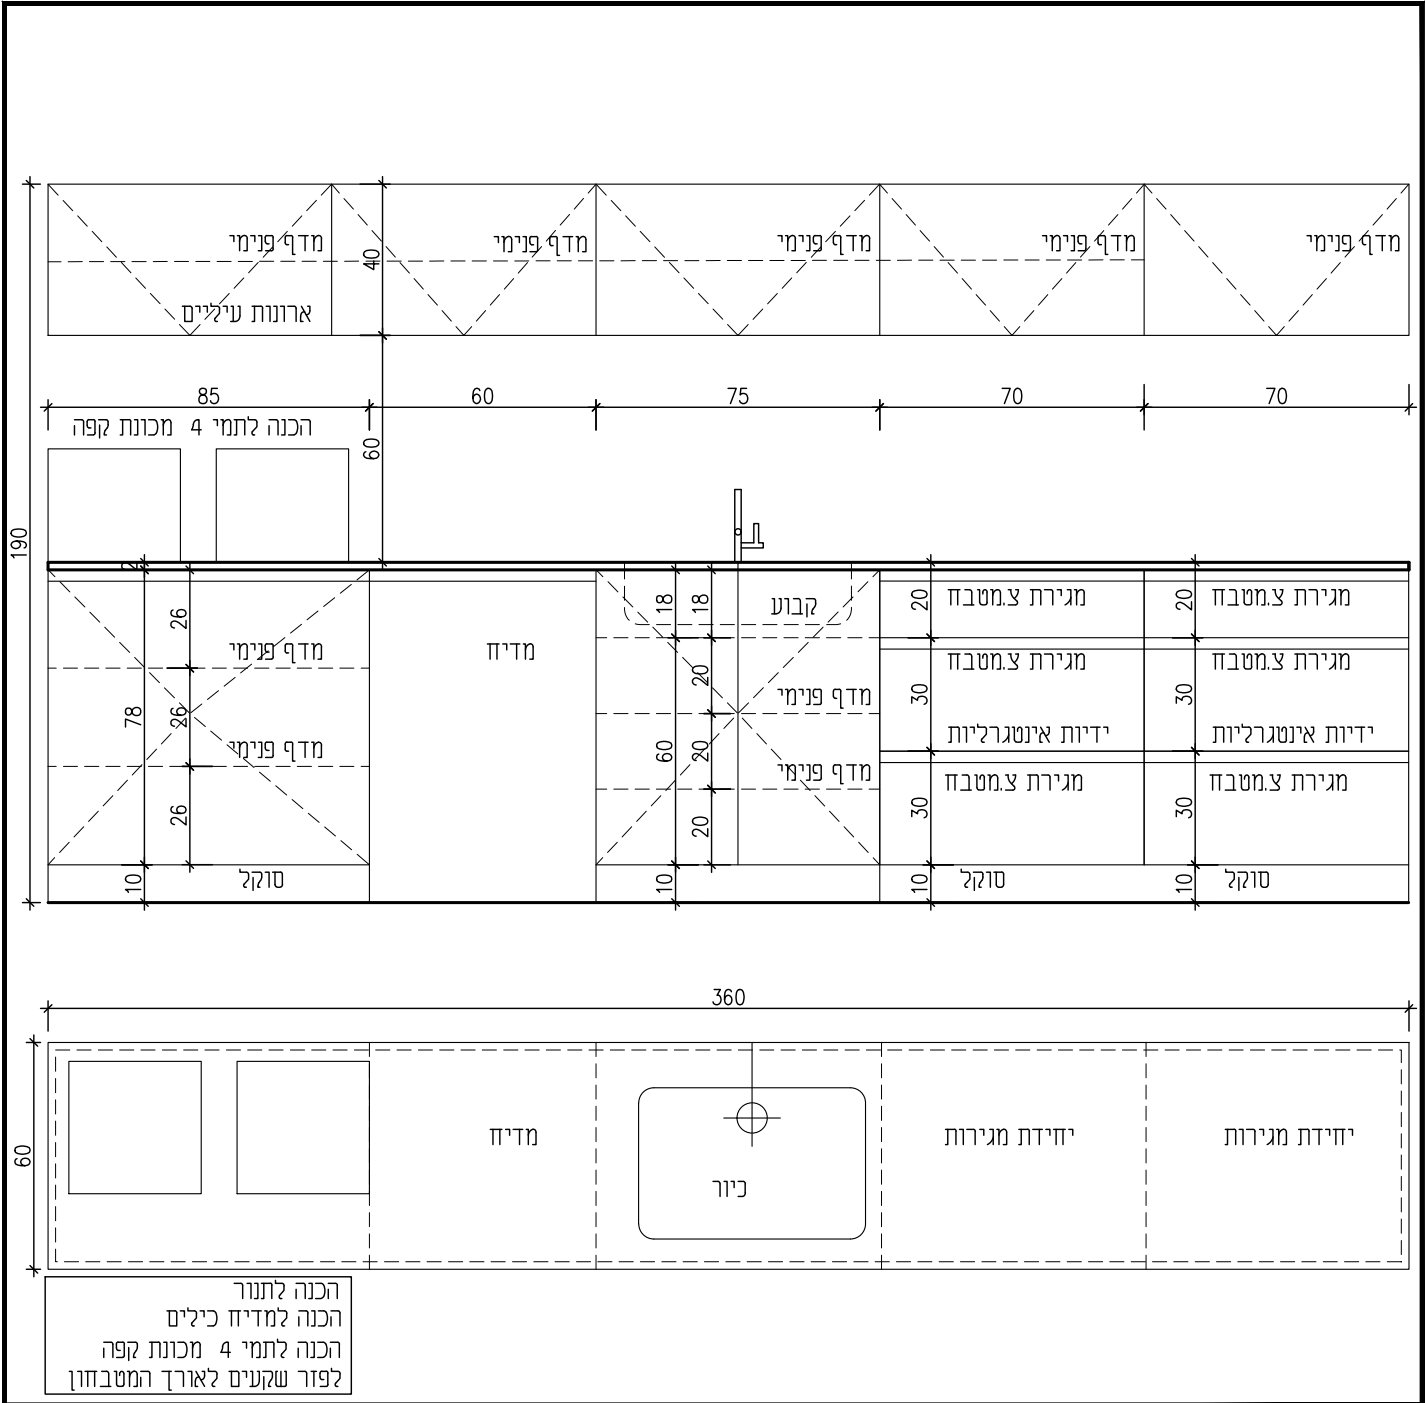 מדף פנימי
מדף פנימי
מדף פנימי
מדף פנימי
מדף פנימי
40
ארונות עיליים
85
60
75
70
70
הכנה לתמי 4 מכונת קפה
60
190
2
26
18
18
קבוע
20
מגירת צ.מטבח
20
מגירת צ.מטבח
מדף פנימי
מדיח
מגירת צ.מטבח
מגירת צ.מטבח
20
30
30
מדף פנימי
78
26
60
20
ידיות אינטגרליות
ידיות אינטגרליות
מדף פנימי
מדף פנימי
מגירת צ.מטבח
מגירת צ.מטבח
26
20
30
30
10
סוקל
10
10
סוקל
10
סוקל
360
60
מדיח
כיור
יחידת מגירות
יחידת מגירות
הכנה לתנור
הכנה למדיח כילים
הכנה לתמי 4 מכונת קפה
לפזר שקעים לאורך המטבחון